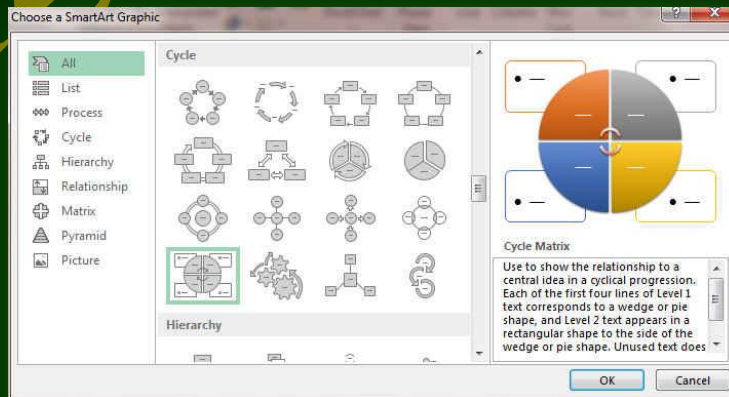 Choose a SmartArt Graphic
All
List
Process
Cycle
Hierarchy
Relationship
Matrix
Pyramid
Picture
Cycle
Hierarchy
Cycle Matrix
Use to show the relationship to a
central idea in a cyclical progression.
Each of the first four lines of Level 1
text corresponds to a wedge or pie
shape, and Level 2 text appears in a
rectangular shape to the side of the
wedge or pie shape. Unused text does
OK
Cancel